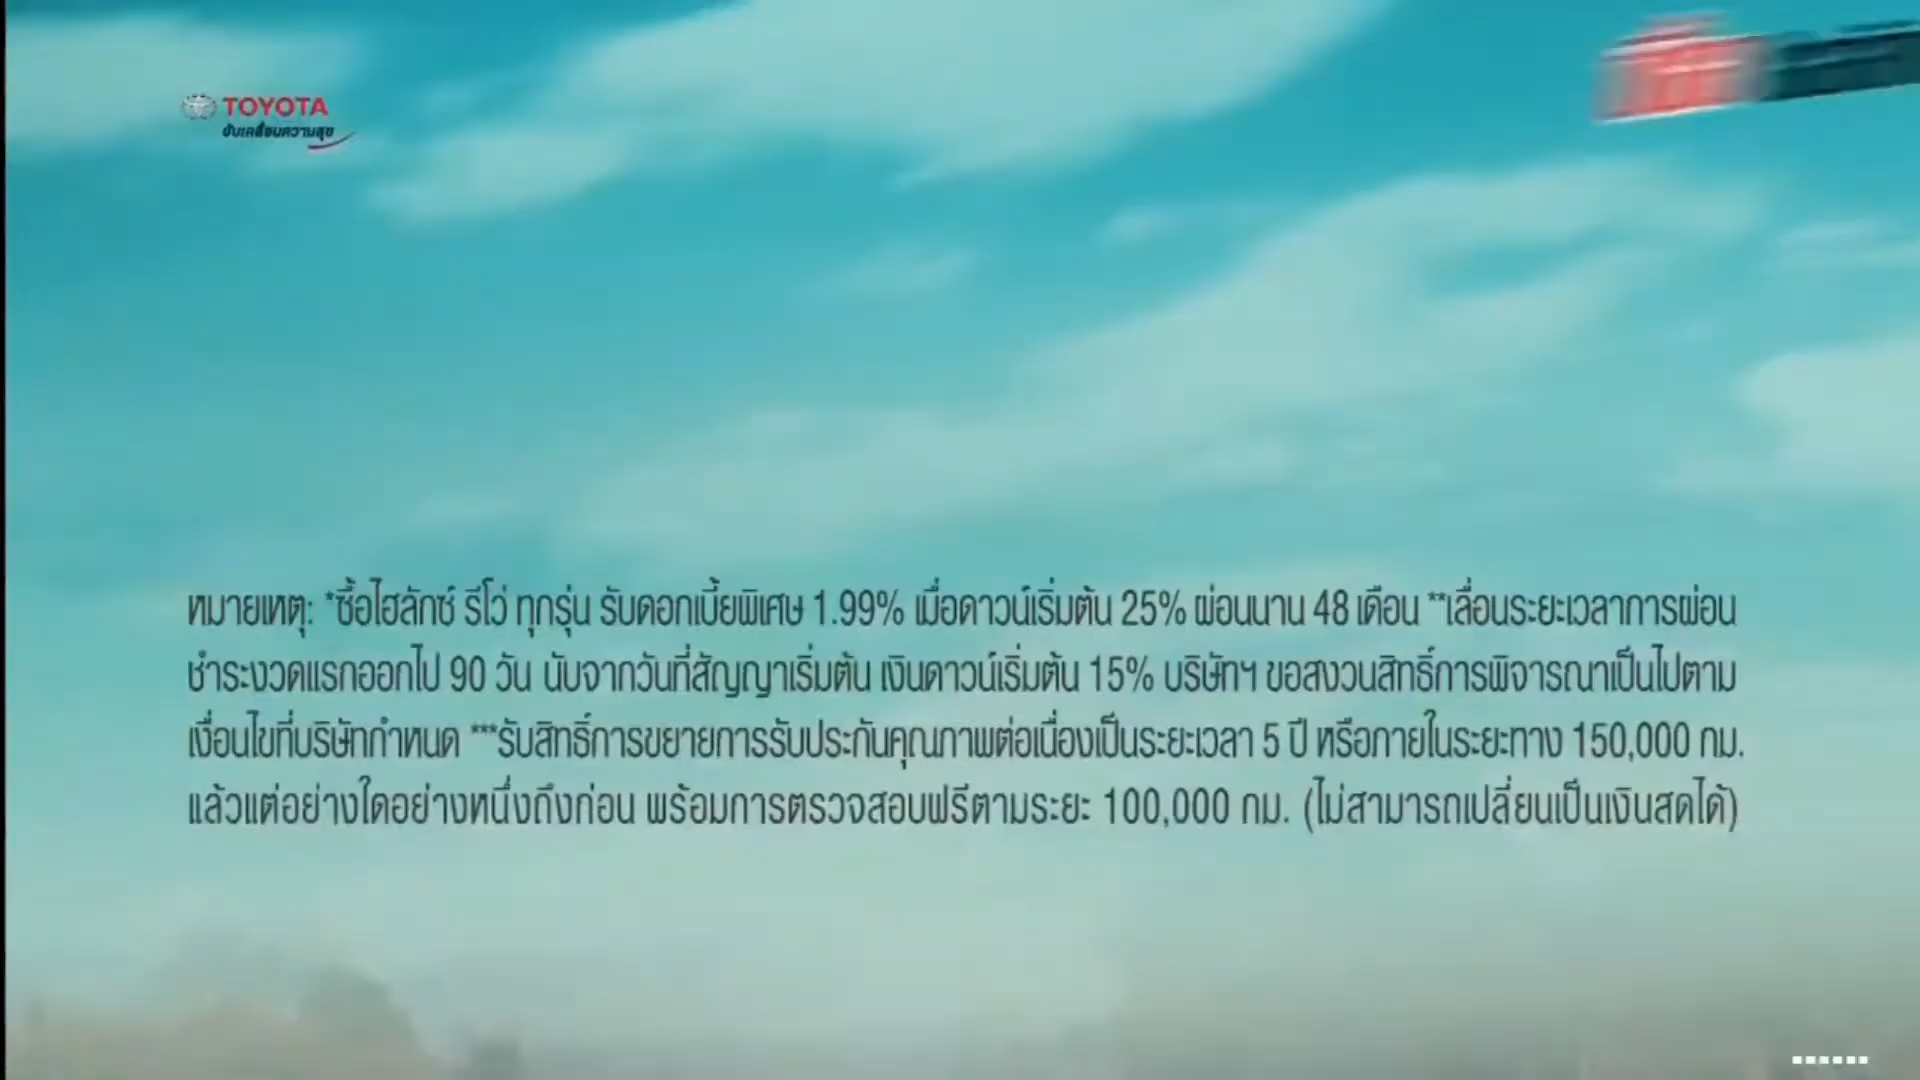 TOYOTA
ขับเคลื่อนความสุข
หมายเหตุ: *ซื้อไฮลักซ์ รีโว่ ทุกรุ่น รับดอกเบี้ยพิเศษ 1.99% เมื่อดาวน์เริ่มต้น 25% ผ่อนนาน 48 เดือน **เลื่อนระยะเวลาการผ่อน
ชำระงวดแรกออกไป 90 วัน นับจากวันที่สัญญาเริ่มต้น เงินดาวน์เริ่มต้น 15% บริษัทฯ ขอสงวนสิทธิ์การพิจารณาเป็นไปตาม
เงื่อนไขที่บริษัทกำหนด ***รับสิทธิ์การขยายการรับประกันคุณภาพต่อเนื่องเป็นระยะเวลา 5 ปี หรือภายในระยะทาง 150,000 กม.
แล้วแต่อย่างใดอย่างหนึ่งถึงก่อน พร้อมการตรวจสอบฟรีตามระยะ 100,000 กม. (ไม่สามารถเปลี่ยนเป็นเงินสดได้)